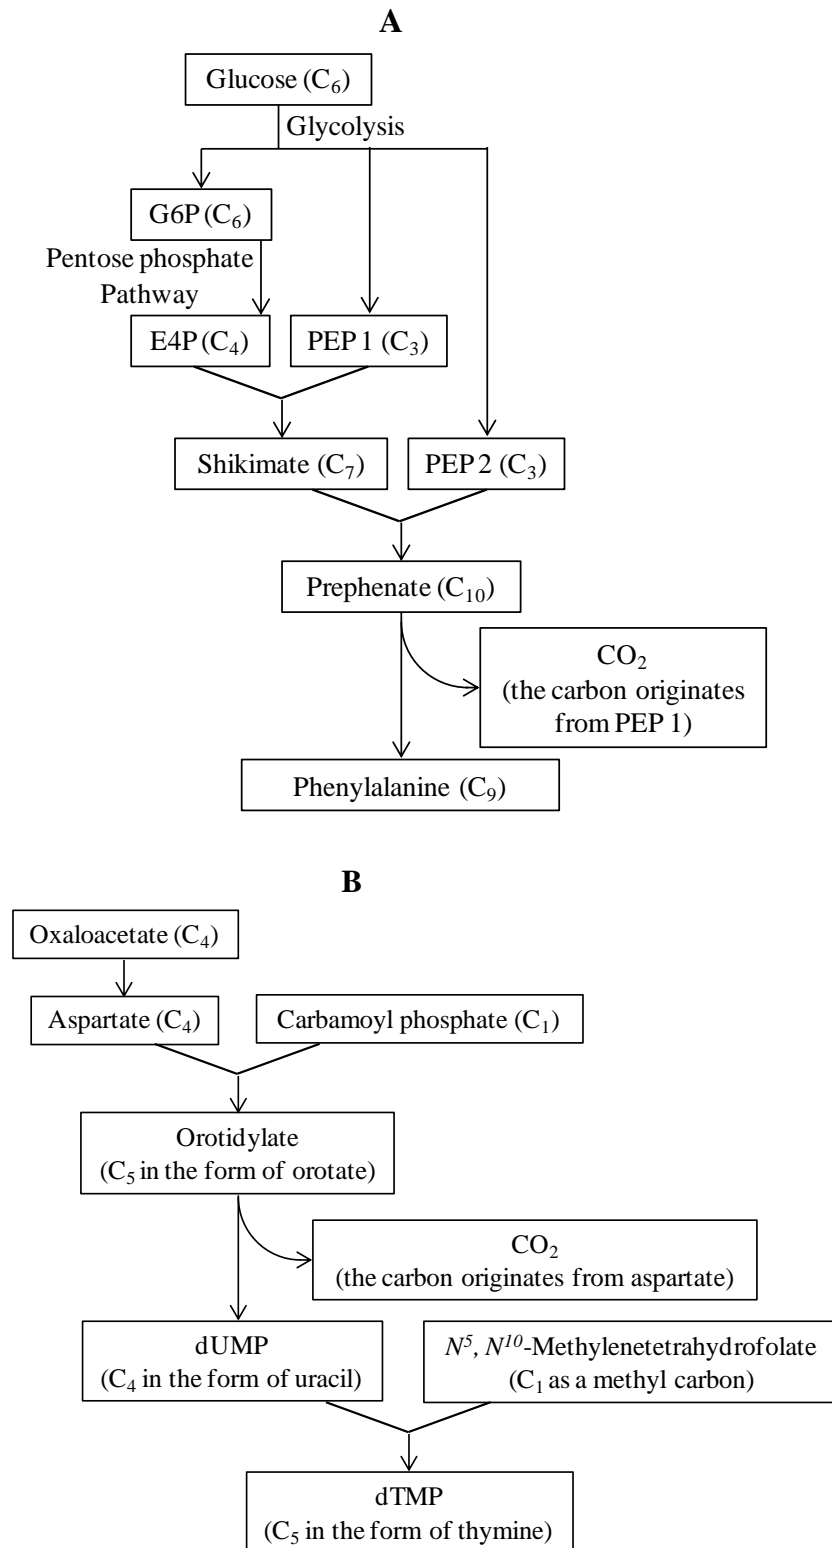 A
Glucose (C₆)
Glycolysis
G6P (C₆)
Pentose phosphate
Pathway
E4P (C₄)
PEP 1 (C₃)
Shikimate (C₇)
PEP 2 (C₃)
Prephenate (C₁₀)
CO₂
(the carbon originates
from PEP 1)
Phenylalanine (C₉)
B
Oxaloacetate (C₄)
Aspartate (C₄)
Carbamoyl phosphate (C₁)
Orotidylate
(C₅ in the form of orotate)
CO₂
(the carbon originates from aspartate)
dUMP
(C₄ in the form of uracil)
N⁵, N¹⁰-Methylenetetrahydrofolate
(C₁ as a methyl carbon)
dTMP
(C₅ in the form of thymine)